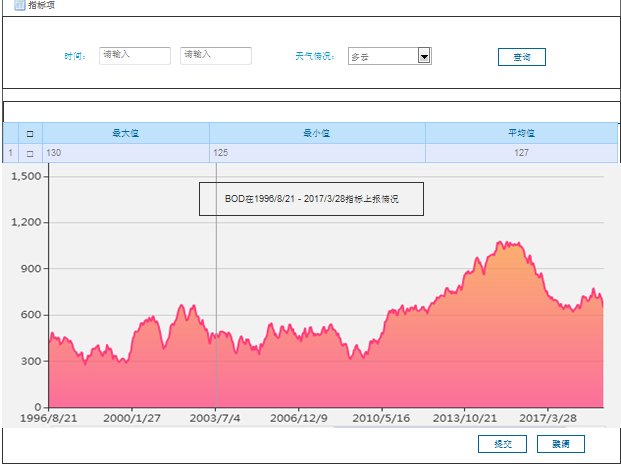 指标项
时间： 请输入 请输入 天气情况： 多云 查询
最大值 最小值 平均值
1 130 125 127
BOD在1996/8/21 - 2017/3/28指标上报情况
1,500
1,200
900
600
300
0
1996/8/21 2000/1/27 2003/7/4 2006/12/9 2010/5/16 2013/10/21 2017/3/28
提交